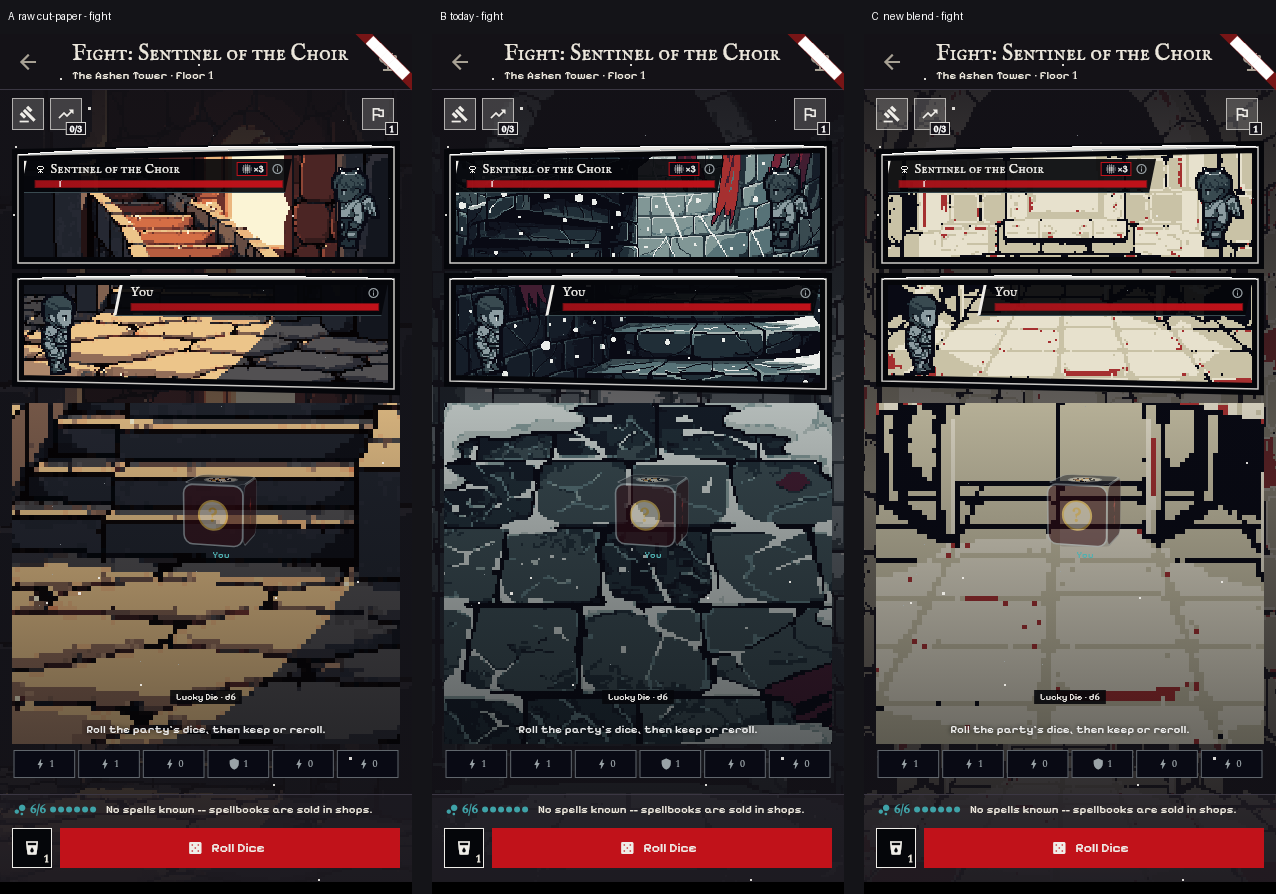 A raw cut-paper - fight
Fight: Sentinel of the Choir
The Ashen Tower · Floor 1
0/3
1
Sentinel of the Choir
×3
You
?
You
Lucky Die · d6
Roll the party's dice, then keep or reroll.
1 1 0 1 0 0
6/6 No spells known -- spellbooks are sold in shops.
1
Roll Dice
B today - fight
Fight: Sentinel of the Choir
The Ashen Tower · Floor 1
0/3
1
Sentinel of the Choir
×3
You
You
Lucky Die · d6
Roll the party's dice, then keep or reroll.
1 1 0 1 0 0
6/6 No spells known -- spellbooks are sold in shops.
1
Roll Dice
C new blend - fight
Fight: Sentinel of the Choir
The Ashen Tower · Floor 1
0/3
1
Sentinel of the Choir
×3
You
?
You
Lucky Die · d6
Roll the party's dice, then keep or reroll.
1 1 0 1 0 0
6/6 No spells known -- spellbooks are sold in shops.
1
Roll Dice